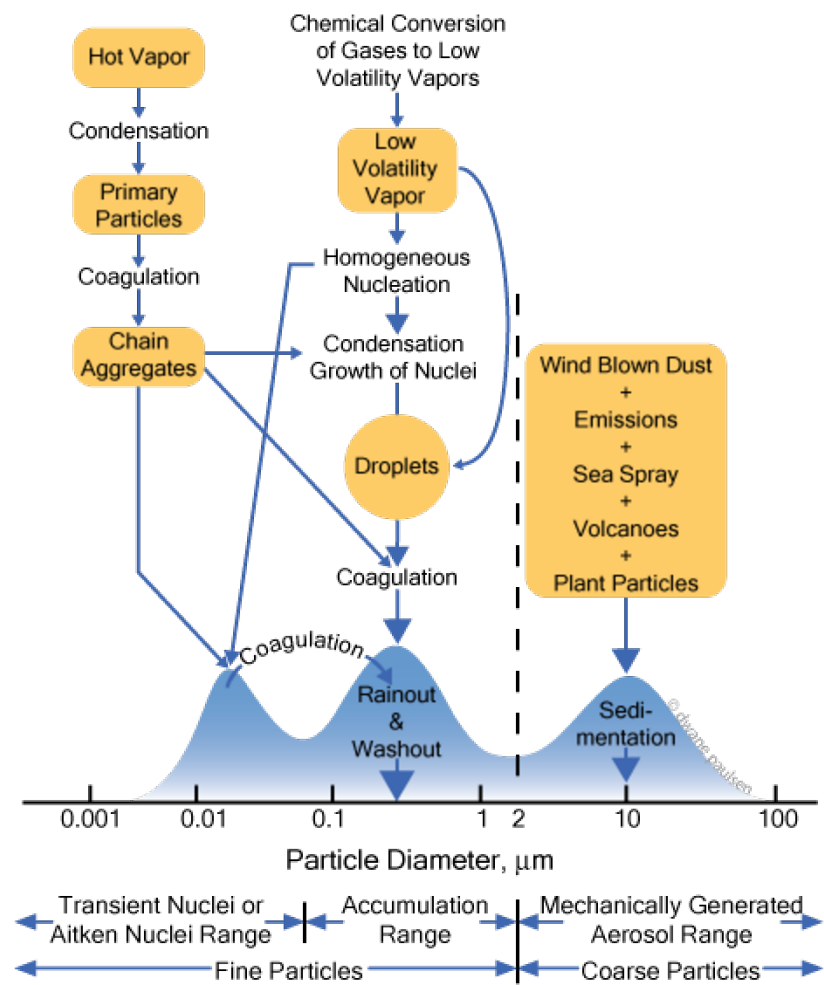 Chemical Conversion
of Gases to Low
Volatility Vapors
Hot Vapor
Condensation
Primary
Particles
Coagulation
Chain
Aggregates
Low
Volatility
Vapor
Homogeneous
Nucleation
Condensation
Growth of Nuclei
Droplets
Coagulation
Wind Blown Dust
+
Emissions
+
Sea Spray
+
Volcanoes
+
Plant Particles
Coagulation
Rainout
&
Washout
Sedi-
mentation
© dwane paulsen
0.001 0.01 0.1 1 2 10 100
Particle Diameter, μm
Transient Nuclei or
Aitken Nuclei Range
Accumulation
Range
Mechanically Generated
Aerosol Range
Fine Particles
Coarse Particles